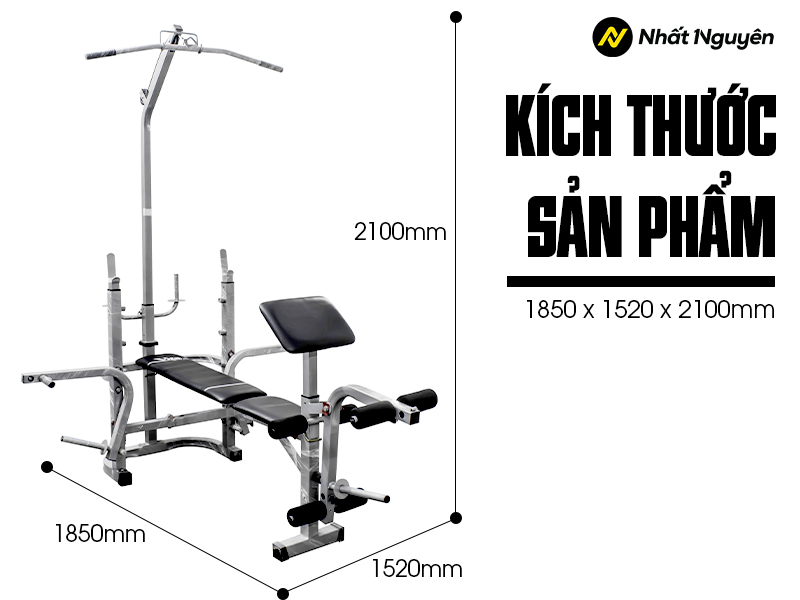 Nhất Nguyên
KÍCH THƯỚC
SẢN PHẨM
1850 x 1520 x 2100mm
2100mm
1850mm
1520mm